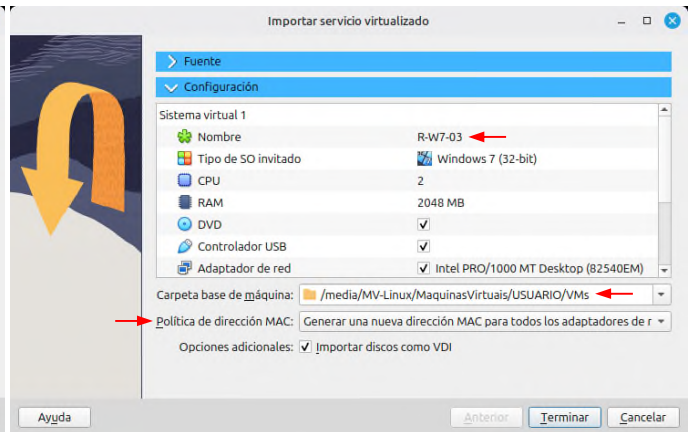 Importar servicio virtualizado
Fuente
Configuración
Sistema virtual 1
Nombre R-W7-03
Tipo de SO invitado Windows 7 (32-bit)
CPU 2
RAM 2048 MB
DVD
Controlador USB
Adaptador de red Intel PRO/1000 MT Desktop (82540EM)
Carpeta base de máquina: /media/MV-Linux/MaquinasVirtuais/USUARIO/VMs
Política de dirección MAC: Generar una nueva dirección MAC para todos los adaptadores de r
Opciones adicionales: Importar discos como VDI
Ayuda Anterior Terminar Cancelar